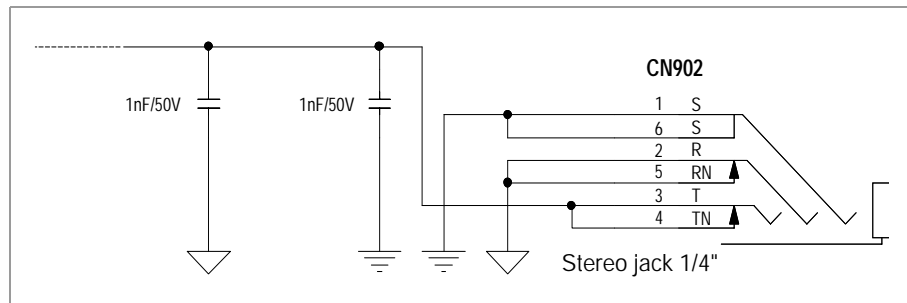 CN902
1nF/50V
1nF/50V
1 S
6 S
2 R
5 RN
3 T
4 TN
Stereo jack 1/4"